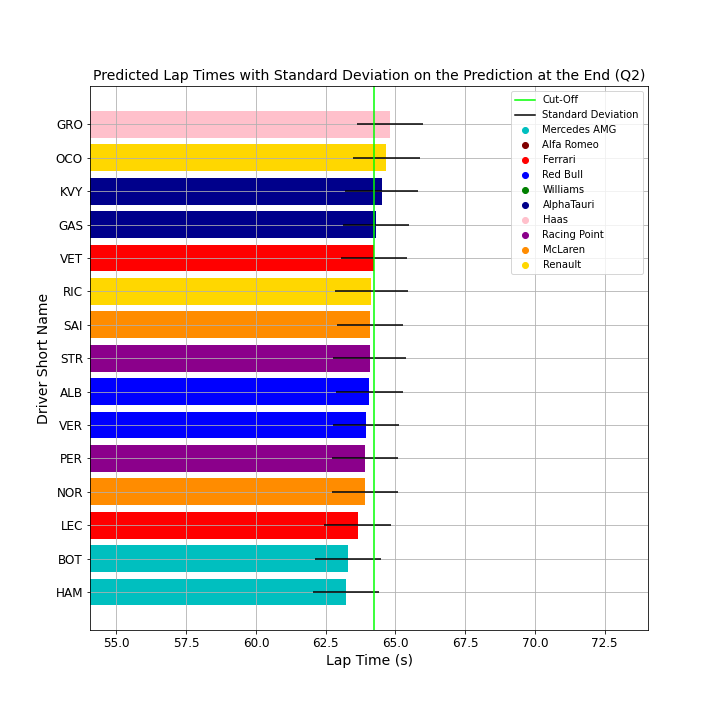 Predicted Lap Times with Standard Deviation on the Prediction at the End (Q2)
Cut-Off
Standard Deviation
Mercedes AMG
Alfa Romeo
Ferrari
Red Bull
Williams
AlphaTauri
Haas
Racing Point
McLaren
Renault
Driver Short Name
GRO
OCO
KVY
GAS
VET
RIC
SAI
STR
ALB
VER
PER
NOR
LEC
BOT
HAM
55.0 57.5 60.0 62.5 65.0 67.5 70.0 72.5
Lap Time (s)